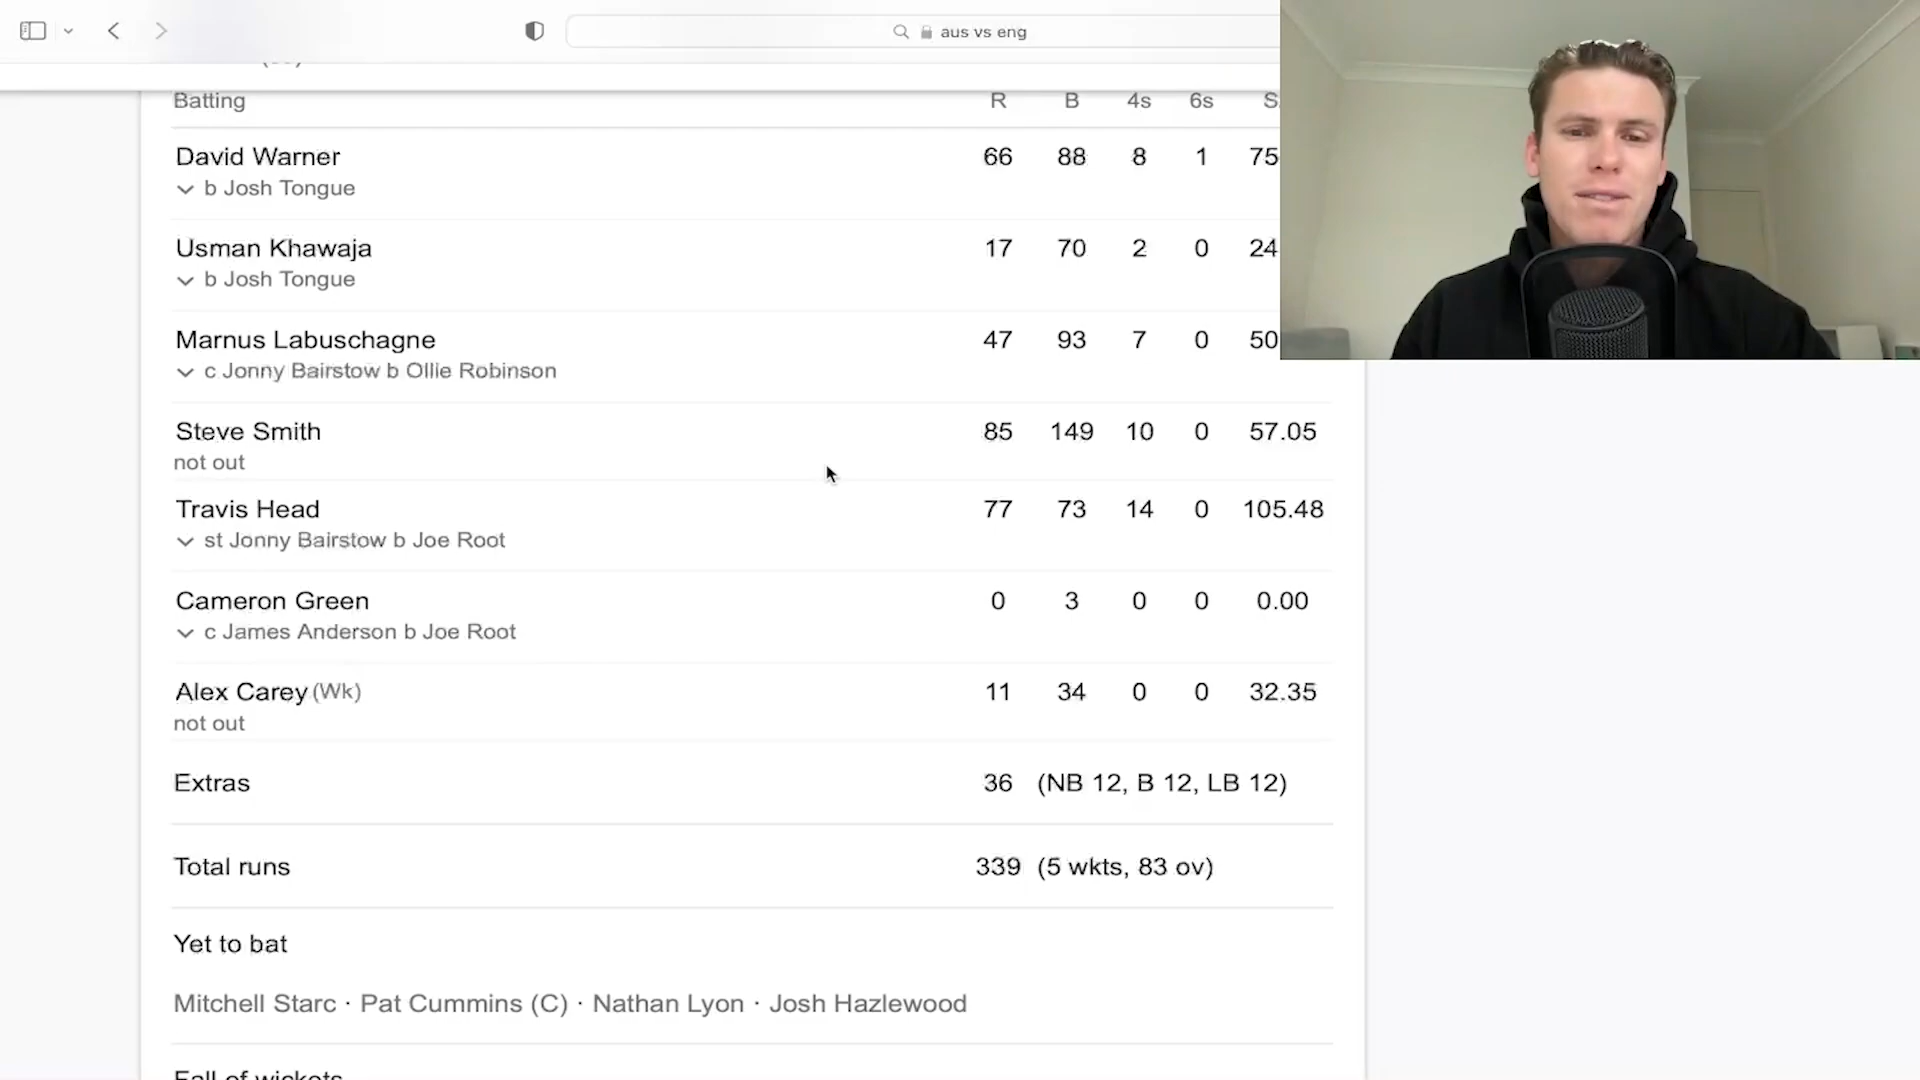 aus vs eng
Batting R B 4s 6s S
David Warner 66 88 8 1 75
b Josh Tongue
Usman Khawaja 17 70 2 0 24
b Josh Tongue
Marnus Labuschagne 47 93 7 0 50
c Jonny Bairstow b Ollie Robinson
Steve Smith 85 149 10 0 57.05
not out
Travis Head 77 73 14 0 105.48
st Jonny Bairstow b Joe Root
Cameron Green 0 3 0 0 0.00
c James Anderson b Joe Root
Alex Carey (Wk) 11 34 0 0 32.35
not out
Extras 36 (NB 12, B 12, LB 12)
Total runs 339 (5 wkts, 83 ov)
Yet to bat
Mitchell Starc · Pat Cummins (C) · Nathan Lyon · Josh Hazlewood
Fall of wickets